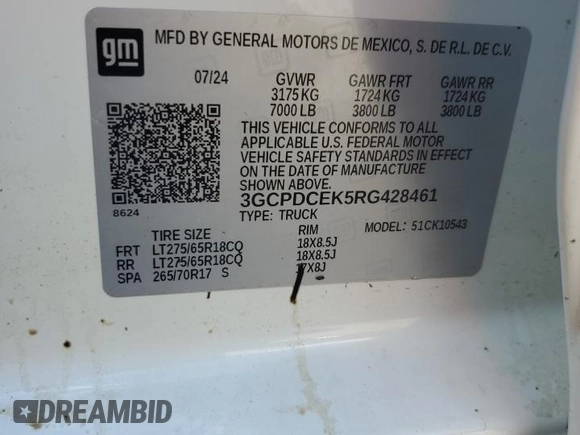 gm
MFD BY GENERAL MOTORS DE MEXICO, S. DE R.L. DE C.V.
07/24 GVWR GAWR FRT GAWR RR
3175 KG 1724 KG 1724 KG
7000 LB 3800 LB 3800 LB
THIS VEHICLE CONFORMS TO ALL
APPLICABLE U.S. FEDERAL MOTOR
VEHICLE SAFETY STANDARDS IN EFFECT
ON THE DATE OF MANUFACTURE
SHOWN ABOVE.
3GCPDCEK5RG428461
8624
TYPE: TRUCK MODEL: 51CK10543
TIRE SIZE RIM
FRT LT275/65R18CQ 18X8.5J
RR LT275/65R18CQ 18X8.5J
SPA 265/70R17 S 17X8J
DREAMBID